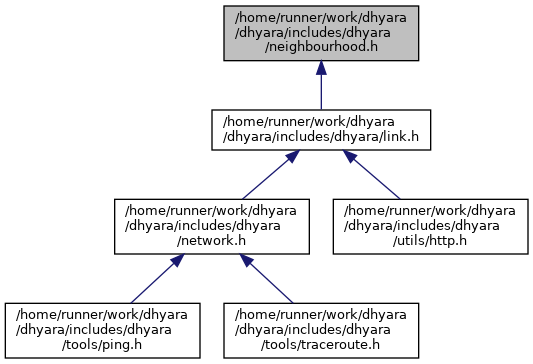 /home/runner/work/dhyara
/dhyara/includes/dhyara
/neighbourhood.h
/home/runner/work/dhyara
/dhyara/includes/dhyara/link.h
/home/runner/work/dhyara
/dhyara/includes/dhyara
/network.h
/home/runner/work/dhyara
/dhyara/includes/dhyara
/utils/http.h
/home/runner/work/dhyara
/dhyara/includes/dhyara
/tools/ping.h
/home/runner/work/dhyara
/dhyara/includes/dhyara
/tools/traceroute.h